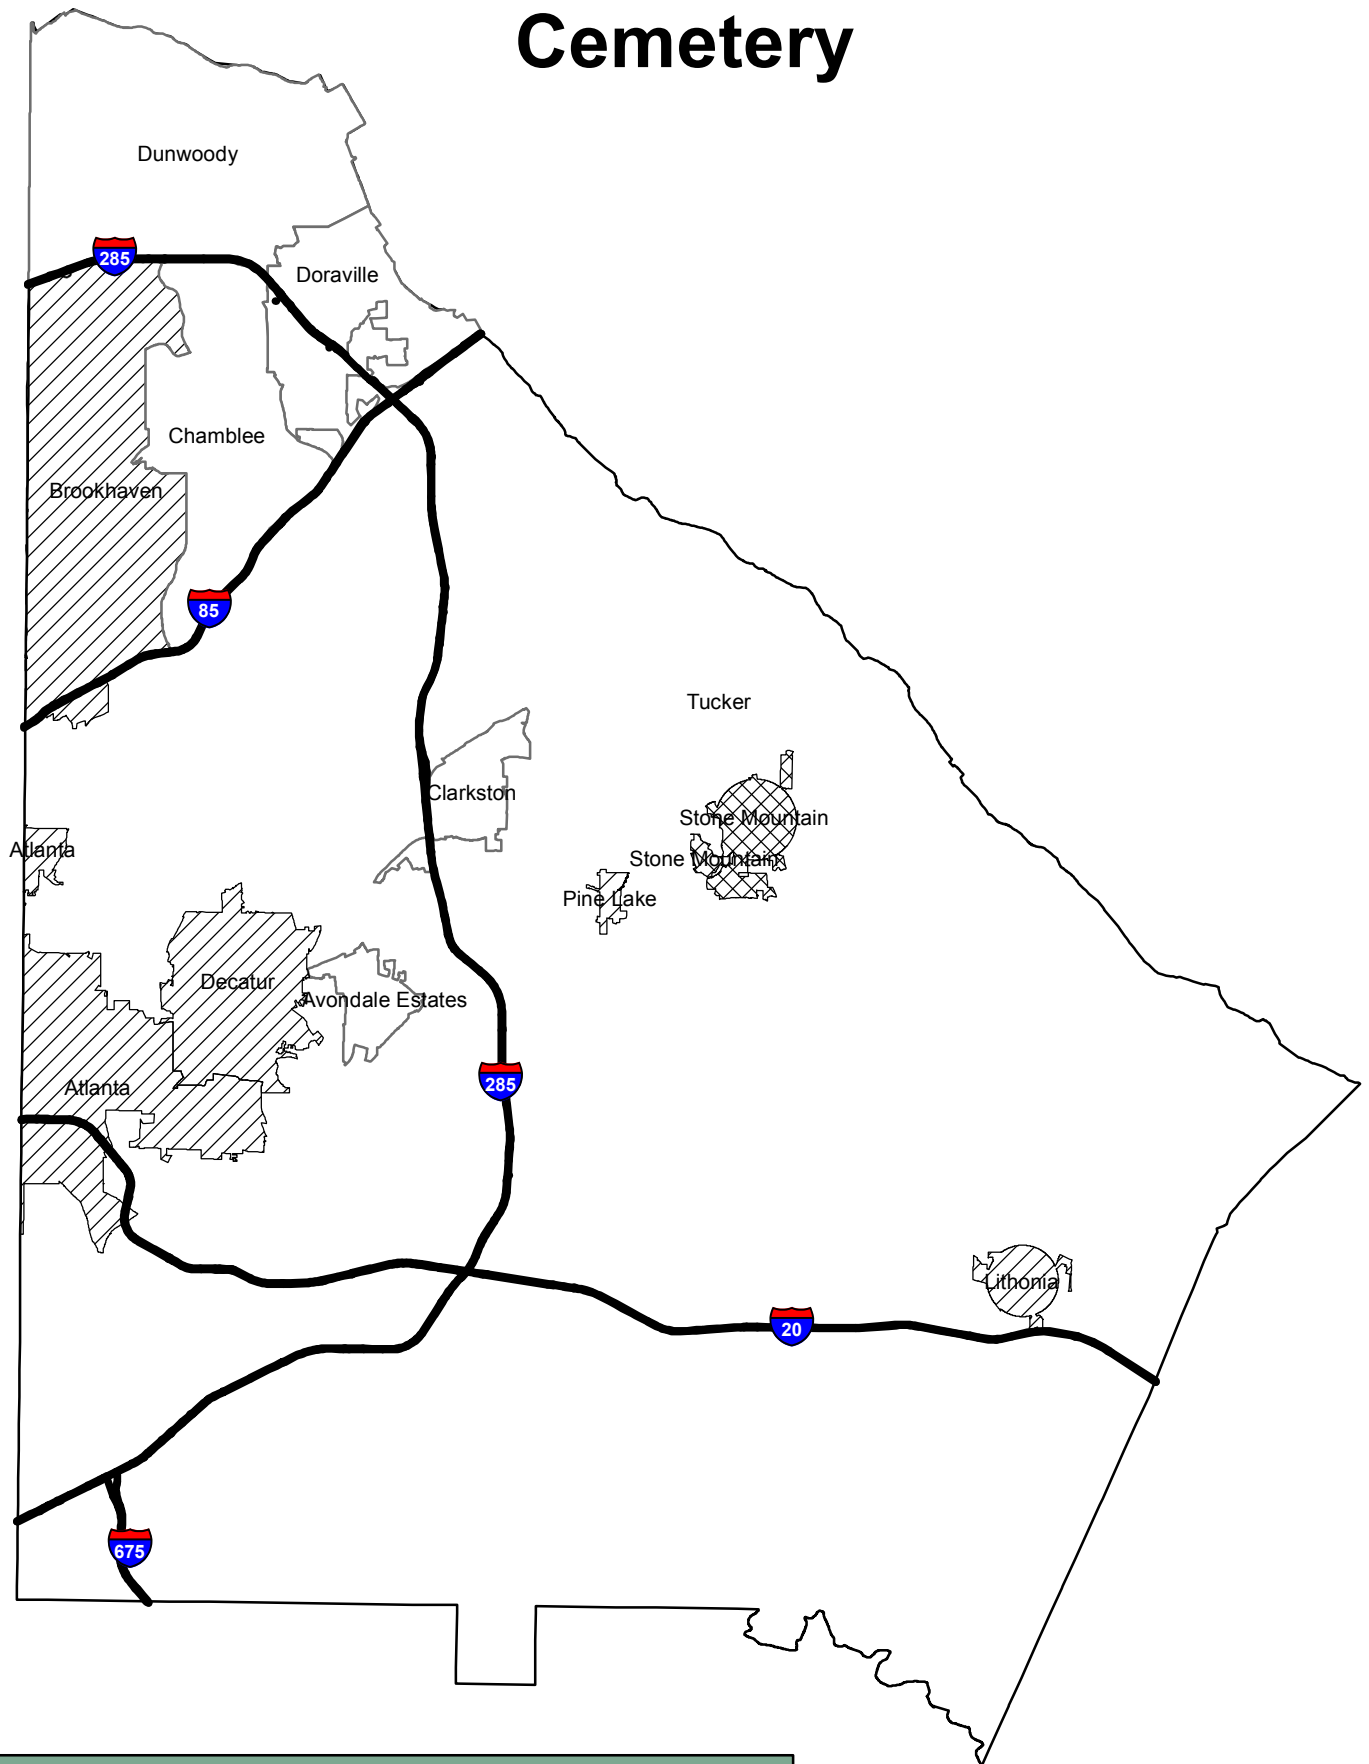 Cemetery
Dunwoody
285
Doraville
Chamblee
Brookhaven
85
Tucker
Clarkston
Stone Mountain
Atlanta
Stone Mountain
Pine Lake
Decatur
Avondale Estates
285
Atlanta
Lithonia
20
675